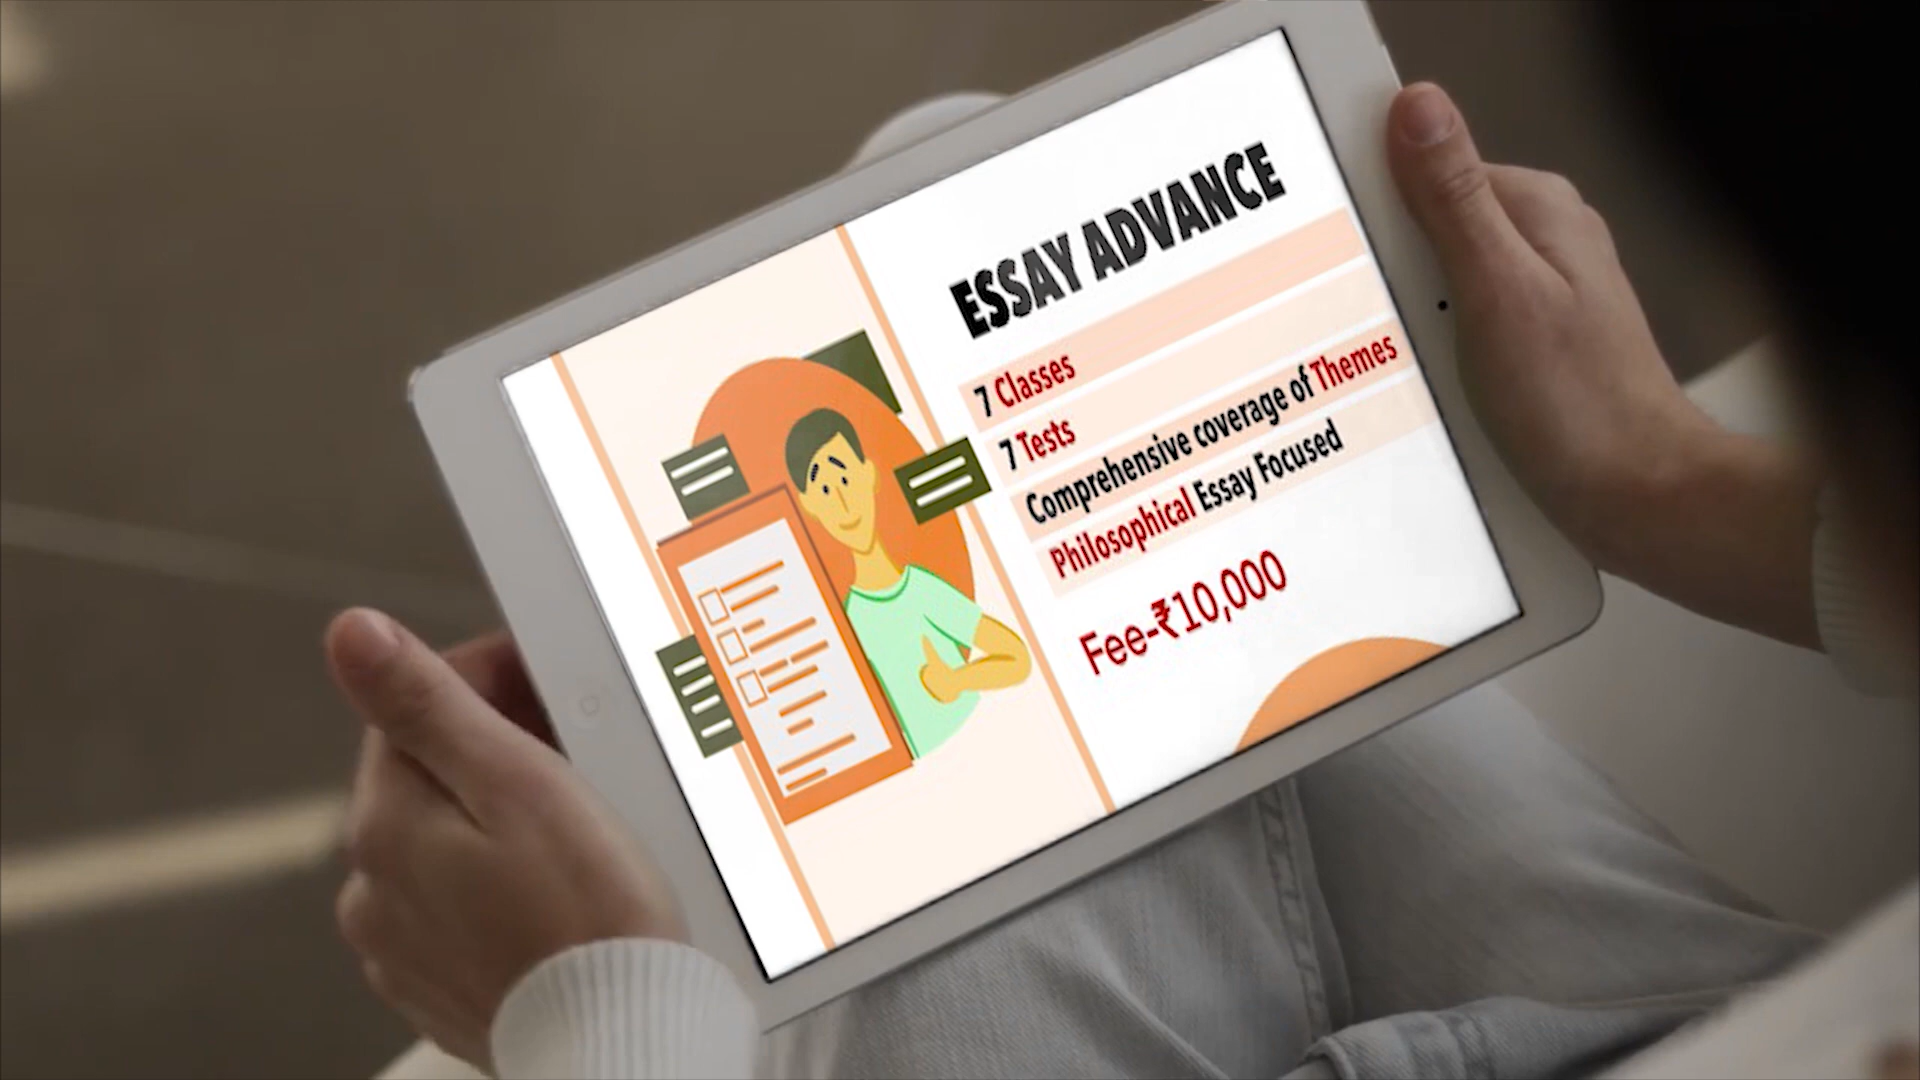 ESSAY ADVANCE
7 Classes
7 Tests
Comprehensive coverage of Themes
Philosophical Essay Focused
Fee-₹10,000